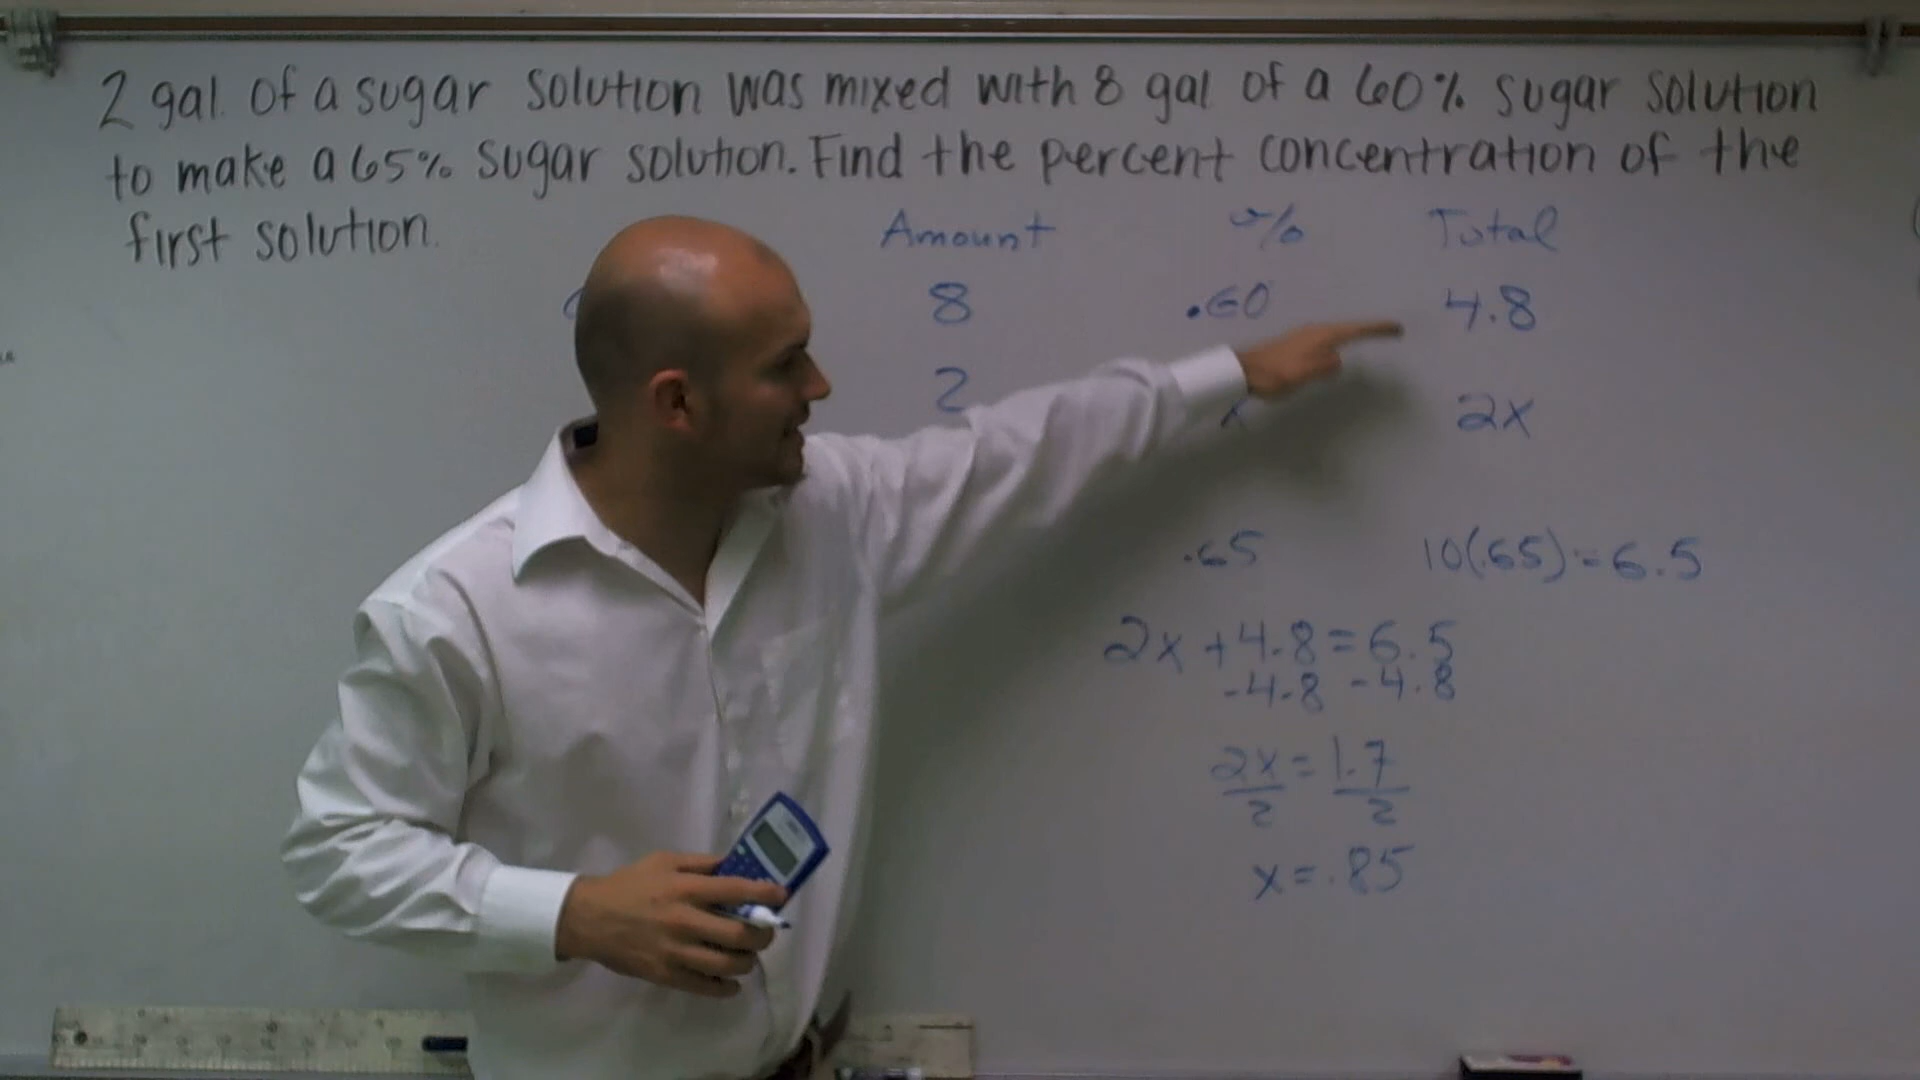 2 gal. of a sugar solution was mixed with 8 gal of a 60% sugar solution
to make a 65% sugar solution. Find the percent concentration of the
first solution.
Amount % Total
8 .60 4.8
2 x 2x
.65 10(.65) = 6.5
2x + 4.8 = 6.5
-4.8 -4.8
2x = 1.7
2 2
x = .85